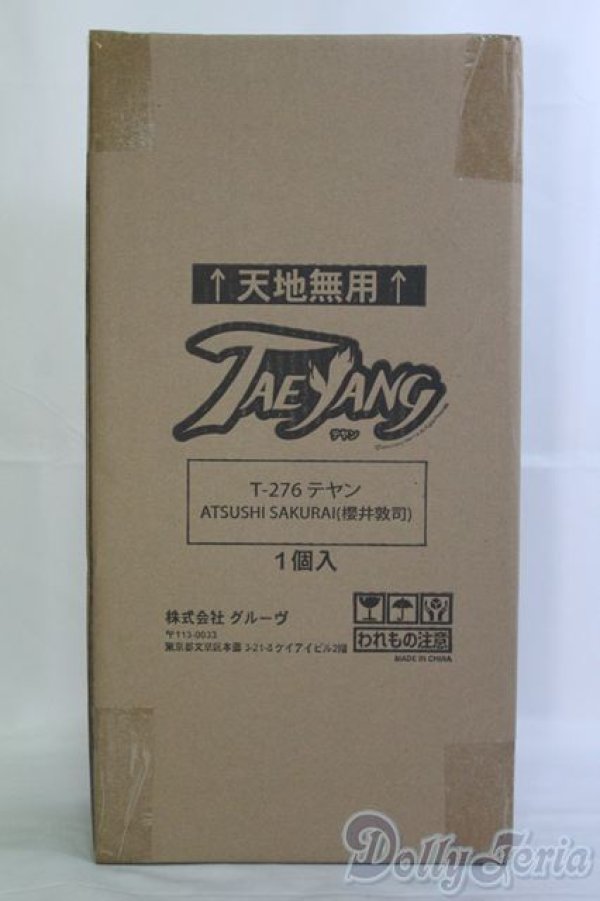 ↑天地無用↑
TAEYANG
テヤン
T-276 テヤン
ATSUSHI SAKURAI(櫻井敦司)
1個入
株式会社 グルーヴ
〒113-0033
東京都文京区本郷 3-21-8 ケイアイビル2階
われもの注意
MADE IN CHINA
DollyTeria